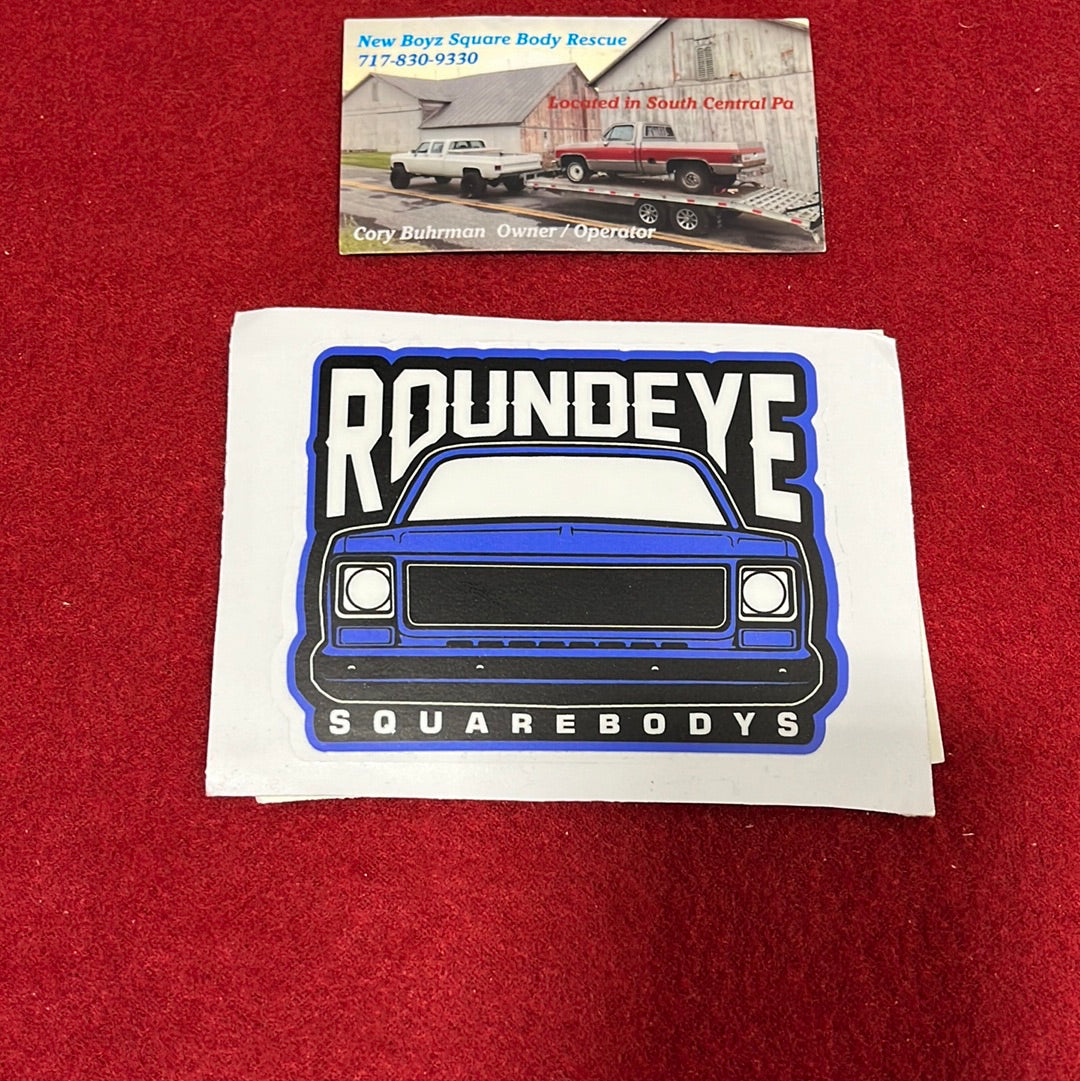 New Boyz Square Body Rescue
717-830-9330
Located in South Central Pa
Cory Buhrman Owner / Operator
ROUNDEYE
SQUAREBODYS